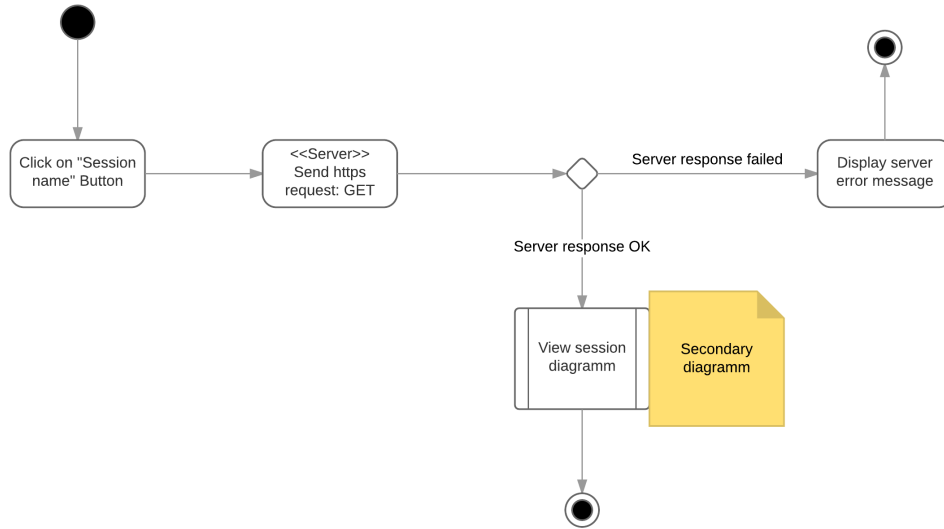 Click on "Session
name" Button
<<Server>>
Send https
request: GET
Server response failed
Display server
error message
Server response OK
View session
diagramm
Secondary
diagramm